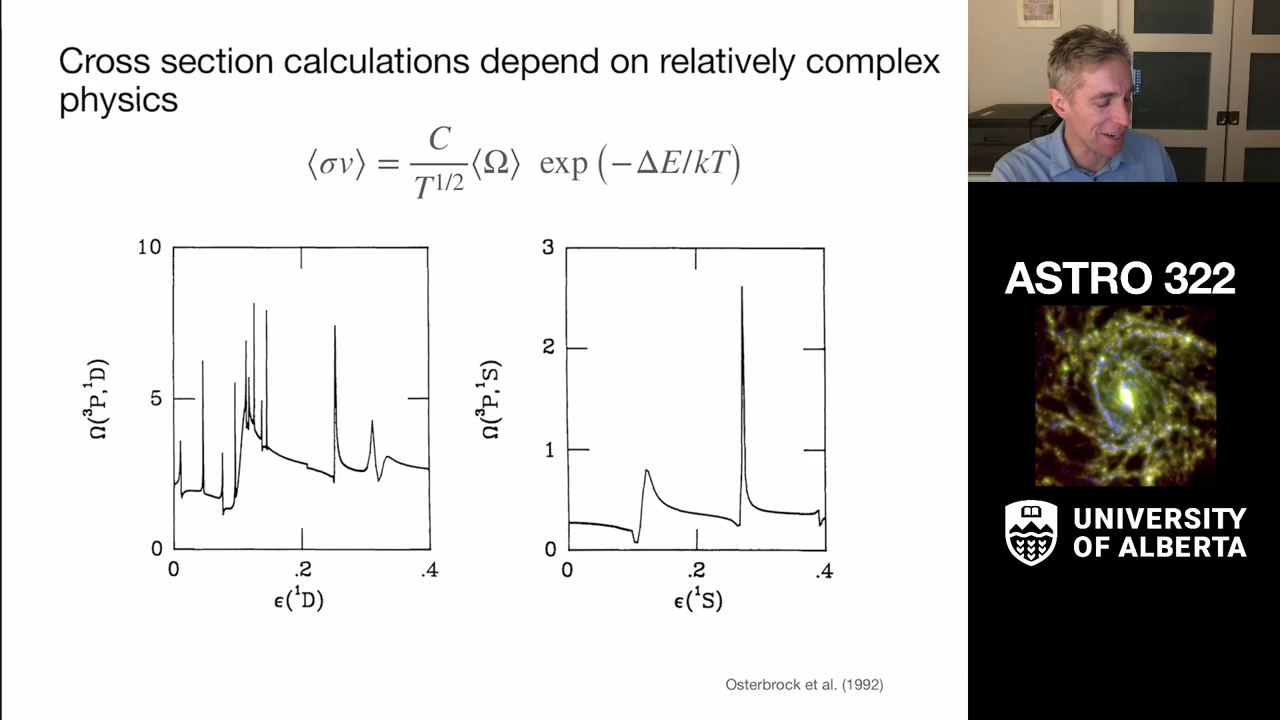 Cross section calculations depend on relatively complex
physics
⟨σv⟩ = C / T^{1/2} ⟨Ω⟩ exp (−ΔE/kT)
10
5
0
0
.2
.4
Ω(³P,¹D)
ϵ(¹D)
3
2
1
0
0
.2
.4
Ω(³P,¹S)
ϵ(¹S)
Osterbrock et al. (1992)
ASTRO 322
UNIVERSITY
OF ALBERTA